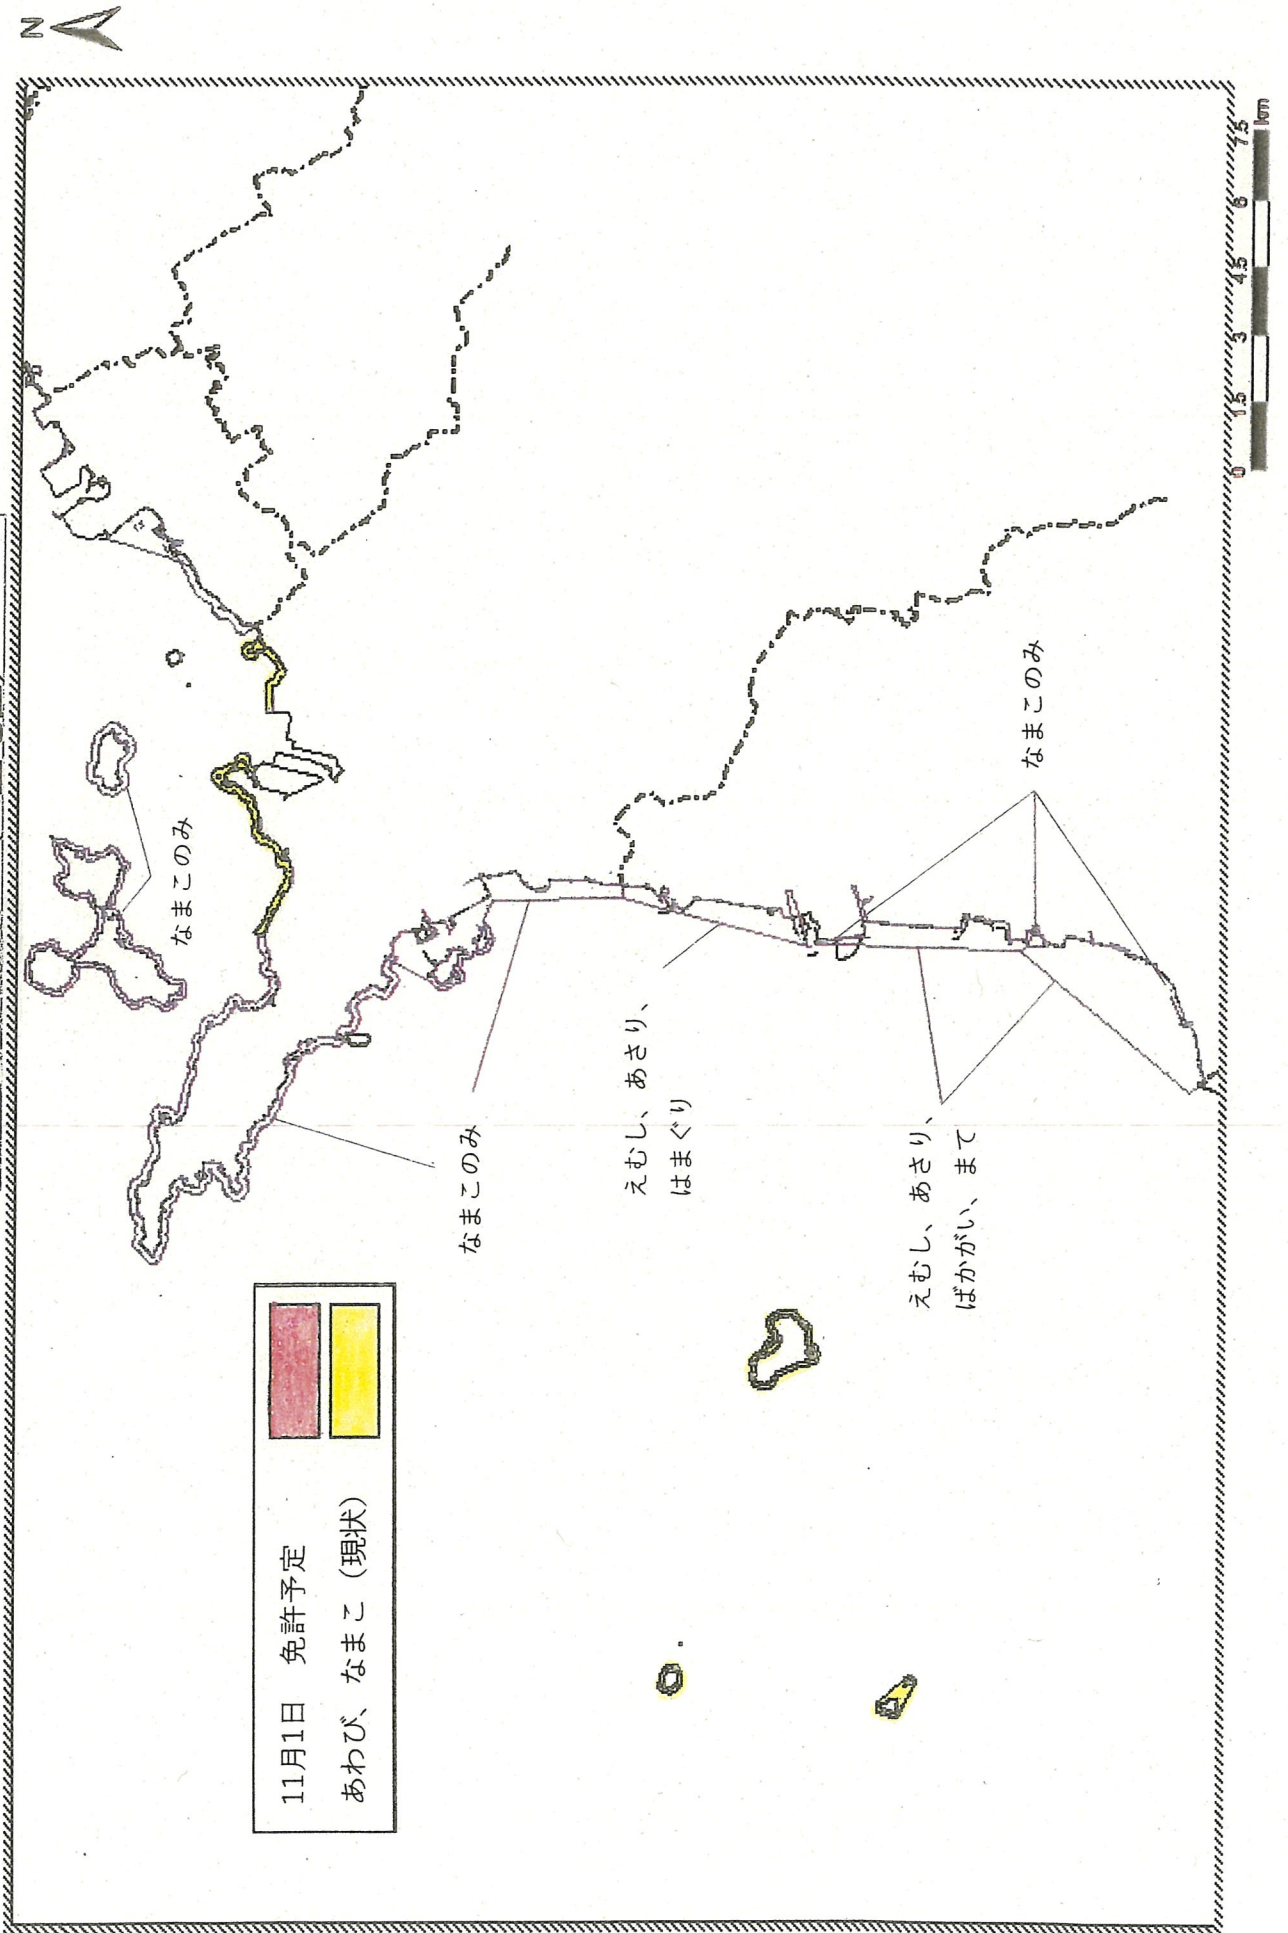 N
11月1日 免許予定
あわび、なまこ（現状）
なまこのみ
なまこのみ
えむし、あさり、
はまぐり
えむし、あさり、
ばかがい、まて
なまこのみ
0 1.5 3 4.5 6 7.5
km